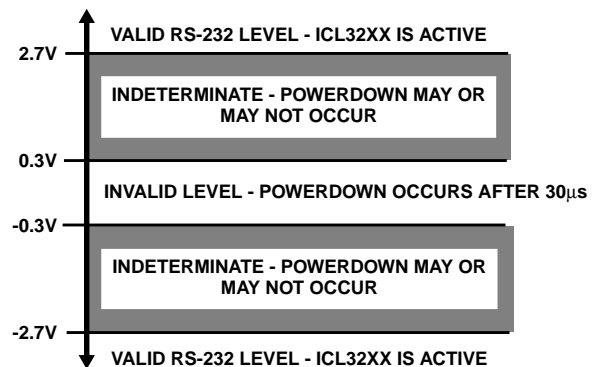 VALID RS-232 LEVEL - ICL32XX IS ACTIVE
2.7V
INDETERMINATE - POWERDOWN MAY OR
MAY NOT OCCUR
0.3V
INVALID LEVEL - POWERDOWN OCCURS AFTER 30μs
-0.3V
INDETERMINATE - POWERDOWN MAY OR
MAY NOT OCCUR
-2.7V
VALID RS-232 LEVEL - ICL32XX IS ACTIVE